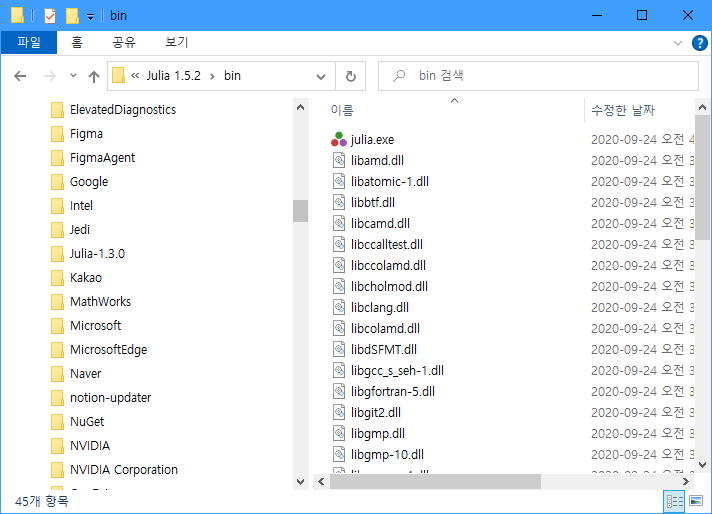 bin
파일 홈 공유 보기
« Julia 1.5.2 › bin
bin 검색
ElevatedDiagnostics
Figma
FigmaAgent
Google
Intel
Jedi
Julia-1.3.0
Kakao
MathWorks
Microsoft
MicrosoftEdge
Naver
notion-updater
NuGet
NVIDIA
NVIDIA Corporation
이름 수정한 날짜
julia.exe 2020-09-24 오전 4
libamd.dll 2020-09-24 오전 3
libatomic-1.dll 2020-09-24 오전 3
libbtf.dll 2020-09-24 오전 3
libcamd.dll 2020-09-24 오전 3
libccalltest.dll 2020-09-24 오전 3
libccolamd.dll 2020-09-24 오전 3
libcholmod.dll 2020-09-24 오전 3
libclang.dll 2020-09-24 오전 3
libcolamd.dll 2020-09-24 오전 3
libdSFMT.dll 2020-09-24 오전 3
libgcc_s_seh-1.dll 2020-09-24 오전 3
libgfortran-5.dll 2020-09-24 오전 3
libgit2.dll 2020-09-24 오전 3
libgmp.dll 2020-09-24 오전 3
libgmp-10.dll 2020-09-24 오전 3
45개 항목